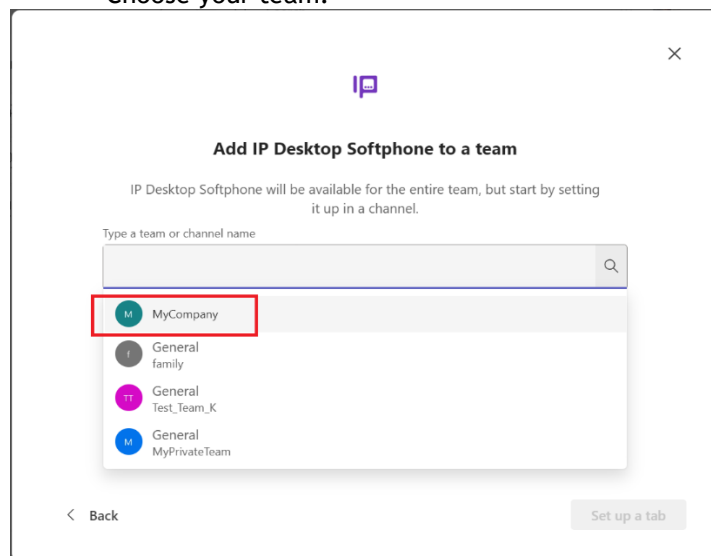 Choose your team.
IP
Add IP Desktop Softphone to a team
IP Desktop Softphone will be available for the entire team, but start by setting
it up in a channel.
Type a team or channel name
M MyCompany
f General
family
TT General
Test_Team_K
M General
MyPrivateTeam
< Back
Set up a tab